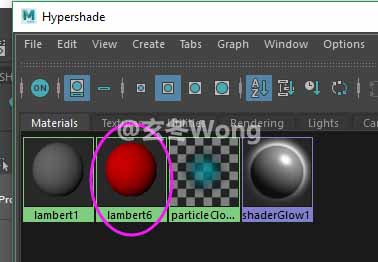 Hypershade
File Edit View Create Tabs Graph Window Options
ON
Materials Textures Utilities Rendering Lights Cam
@玄冬Wong
lambert1 lambert6 particleClo... shaderGlow1